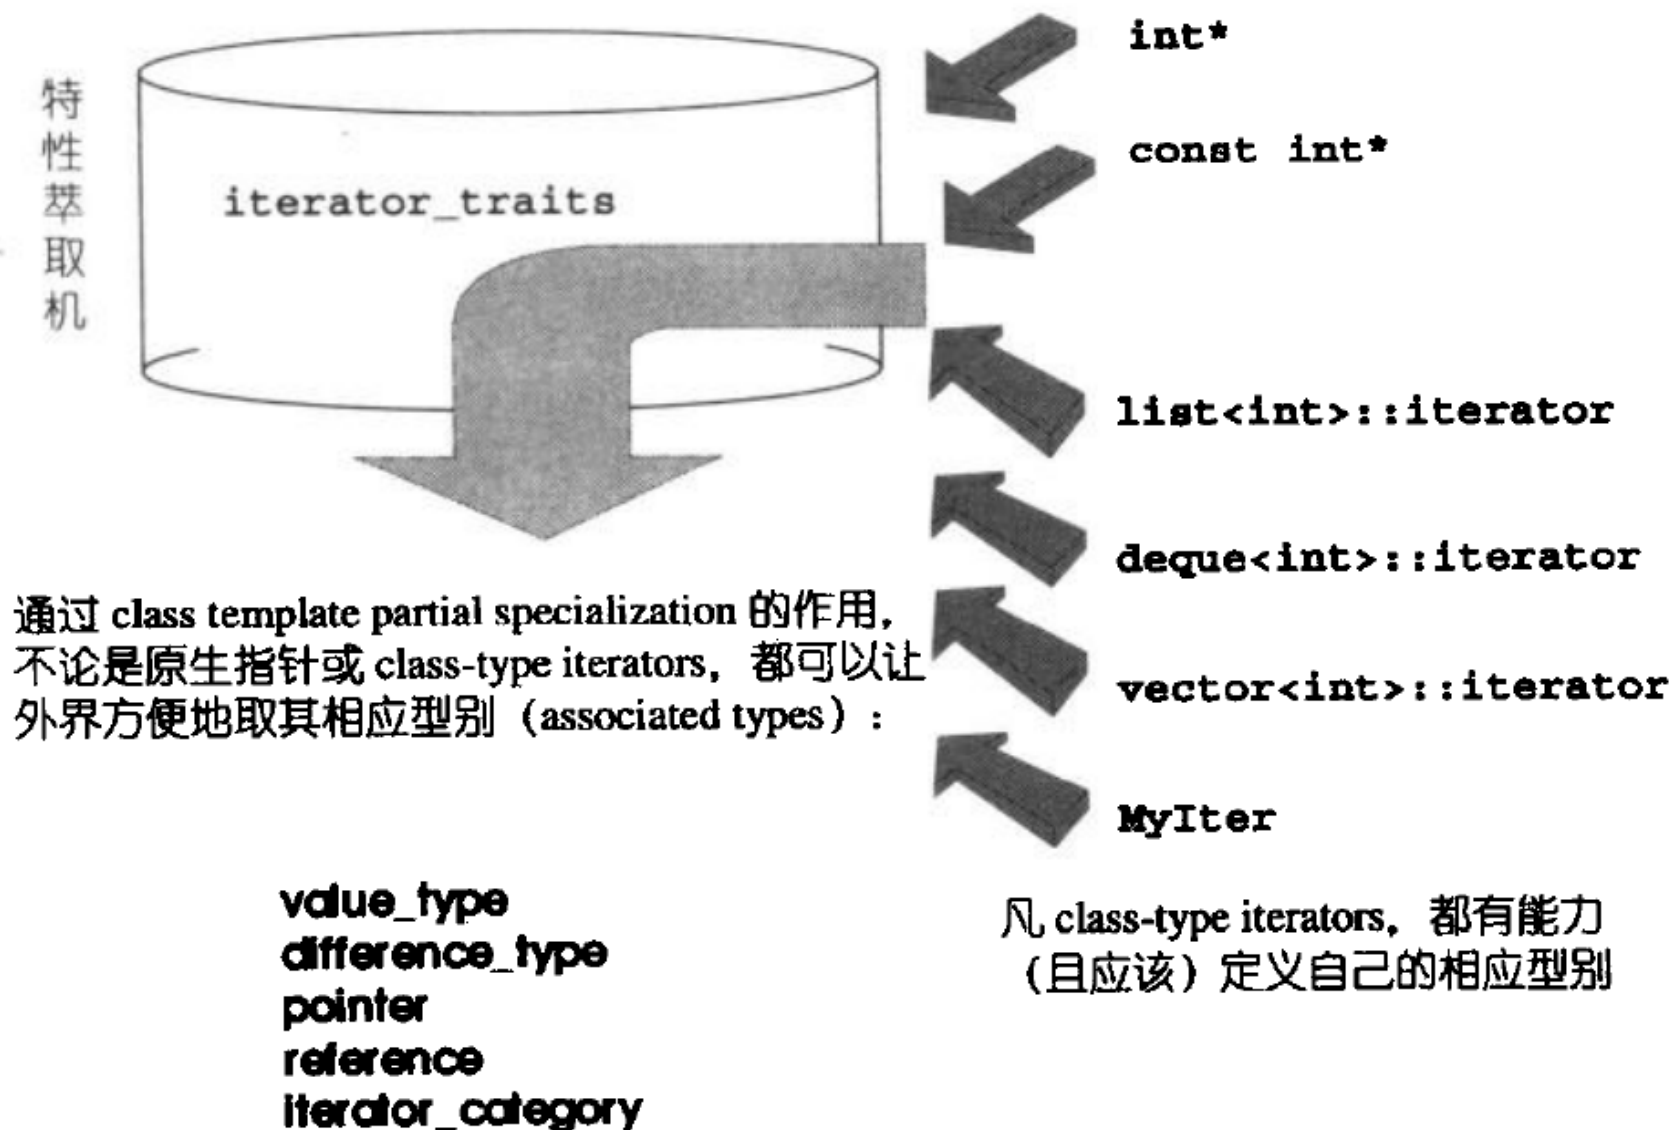 特性萃取机
iterator_traits
int*
const int*
list<int>::iterator
deque<int>::iterator
vector<int>::iterator
MyIter
通过 class template partial specialization 的作用，
不论是原生指针或 class-type iterators，都可以让
外界方便地取其相应型别（associated types）：
value_type
difference_type
pointer
reference
iterator_category
凡 class-type iterators，都有能力
（且应该）定义自己的相应型别